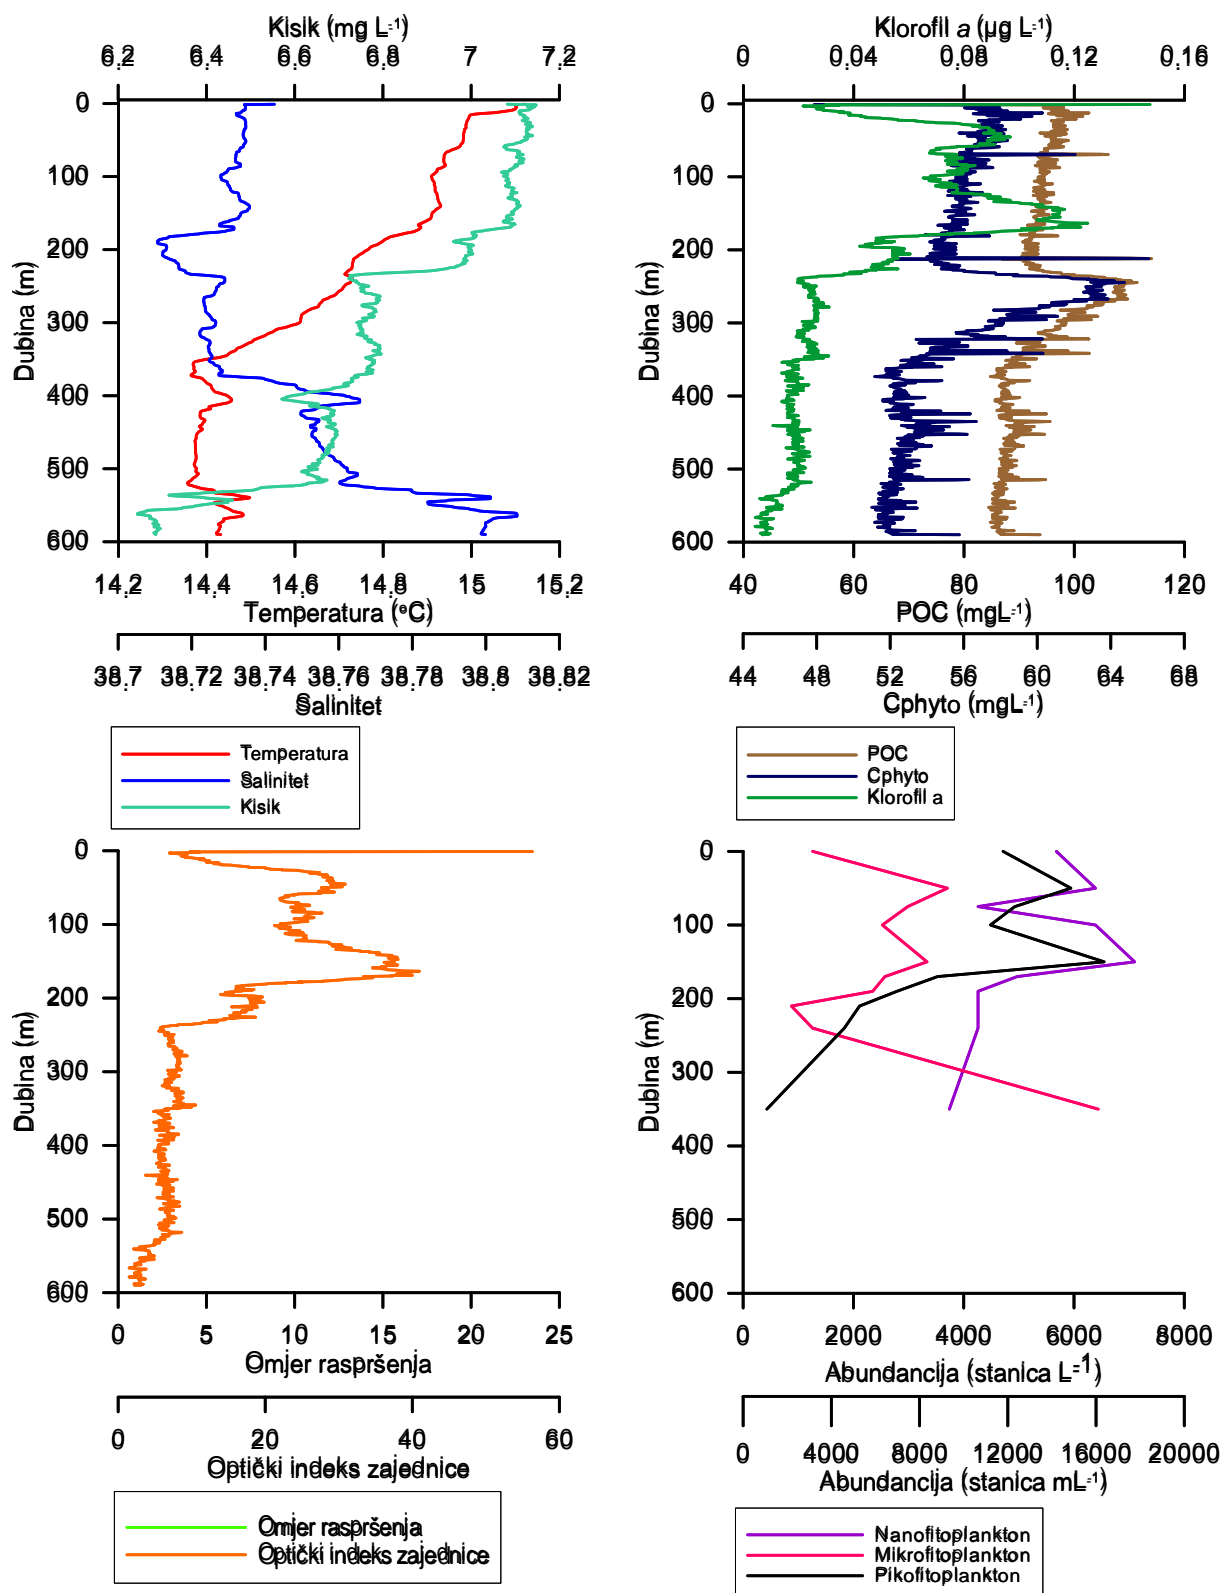 Kisik (mg L-1)
6.2 6.4 6.6 6.8 7 7.2
0
100
200
300
400
500
600
Dubina (m)
14.2 14.4 14.6 14.8 15 15.2
Temperatura (°C)
38.7 38.72 38.74 38.76 38.78 38.8 38.82
Salinitet
Temperatura
Salinitet
Kisik
Klorofil a (µg L-1)
0 0.04 0.08 0.12 0.16
0
100
200
300
400
500
600
Dubina (m)
40 60 80 100 120
POC (mgL-1)
44 48 52 56 60 64 68
Cphyto (mgL-1)
POC
Cphyto
Klorofil a
0
100
200
300
400
500
600
Dubina (m)
0 5 10 15 20 25
Omjer raspršenja
0 20 40 60
Optički indeks zajednice
Omjer raspršenja
Optički indeks zajednice
0
100
200
300
400
500
600
Dubina (m)
0 2000 4000 6000 8000
Abundancija (stanica L-1)
0 4000 8000 12000 16000 20000
Abundancija (stanica mL-1)
Nanofitoplankton
Mikrofitoplankton
Pikofitoplankton